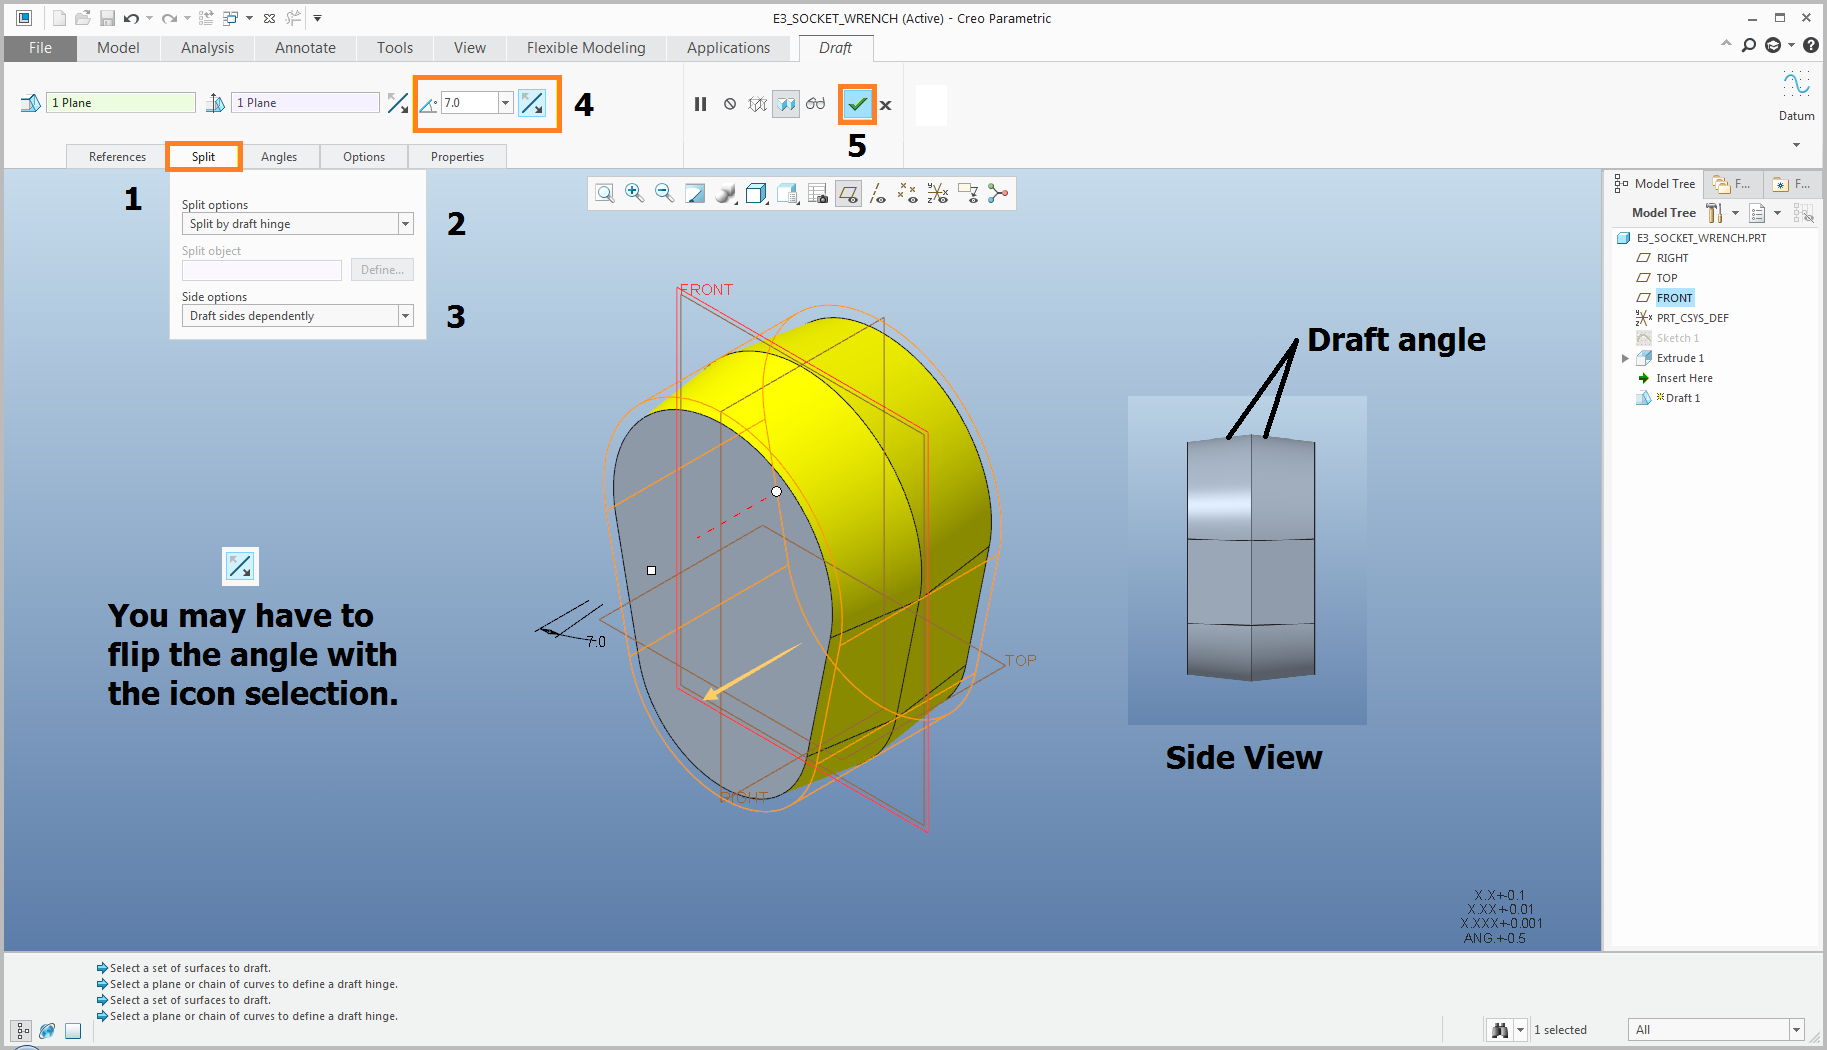 E3_SOCKET_WRENCH (Active) - Creo Parametric
File Model Analysis Annotate Tools View Flexible Modeling Applications Draft
1 Plane 1 Plane 7.0 4
5
Datum
References Split Angles Options Properties
1
Split options
Split by draft hinge 2
Split object
Define...
Side options
Draft sides dependently 3
Model Tree F... F...
Model Tree
E3_SOCKET_WRENCH.PRT
RIGHT
TOP
FRONT
PRT_CSYS_DEF
Sketch 1
Extrude 1
Insert Here
Draft 1
FRONT
Draft angle
7.0
TOP
RIGHT
You may have to
flip the angle with
the icon selection.
Side View
X.X+-0.1
X.XX+-0.01
X.XXX+-0.001
ANG.+-0.5
Select a set of surfaces to draft.
Select a plane or chain of curves to define a draft hinge.
Select a set of surfaces to draft.
Select a plane or chain of curves to define a draft hinge.
1 selected All